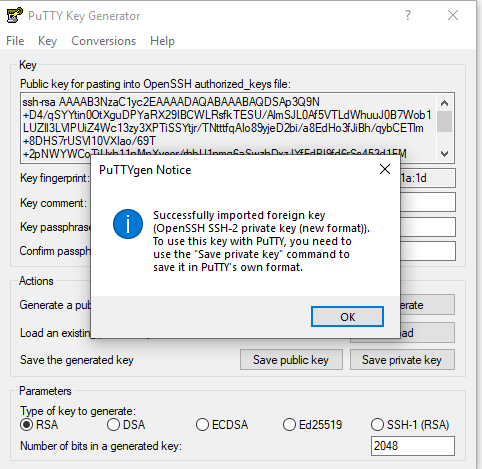 PuTTY Key Generator
?
File Key Conversions Help
Key
Public key for pasting into OpenSSH authorized_keys file:
ssh-rsa AAAAB3NzaC1yc2EAAAADAQABAAABAQDSAp3Q9N
+D4/qSYYtin0OtXguDPYaRX29IBCWLRsfkTESU/AlmSJL0Af5VTLdWhuuJ0B7Wob1
LUZII3LVlPUiZ4Wc13zy3XPTiSSYtjr/TNtttfqAlo89yjeD2bi/a8EdHo3fJiBh/qybCETlm
+8DHS7rUSVl10VXlao/69T
Key fingerprint:
1a:1d
Key comment:
Key passphrase
Confirm passph
PuTTYgen Notice
Successfully imported foreign key
(OpenSSH SSH-2 private key (new format)).
To use this key with PuTTY, you need to
use the "Save private key" command to
save it in PuTTY's own format.
OK
Actions
Generate a pub
erate
Load an existing
ad
Save the generated key
Save public key
Save private key
Parameters
Type of key to generate:
RSA DSA ECDSA Ed25519 SSH-1 (RSA)
Number of bits in a generated key:
2048